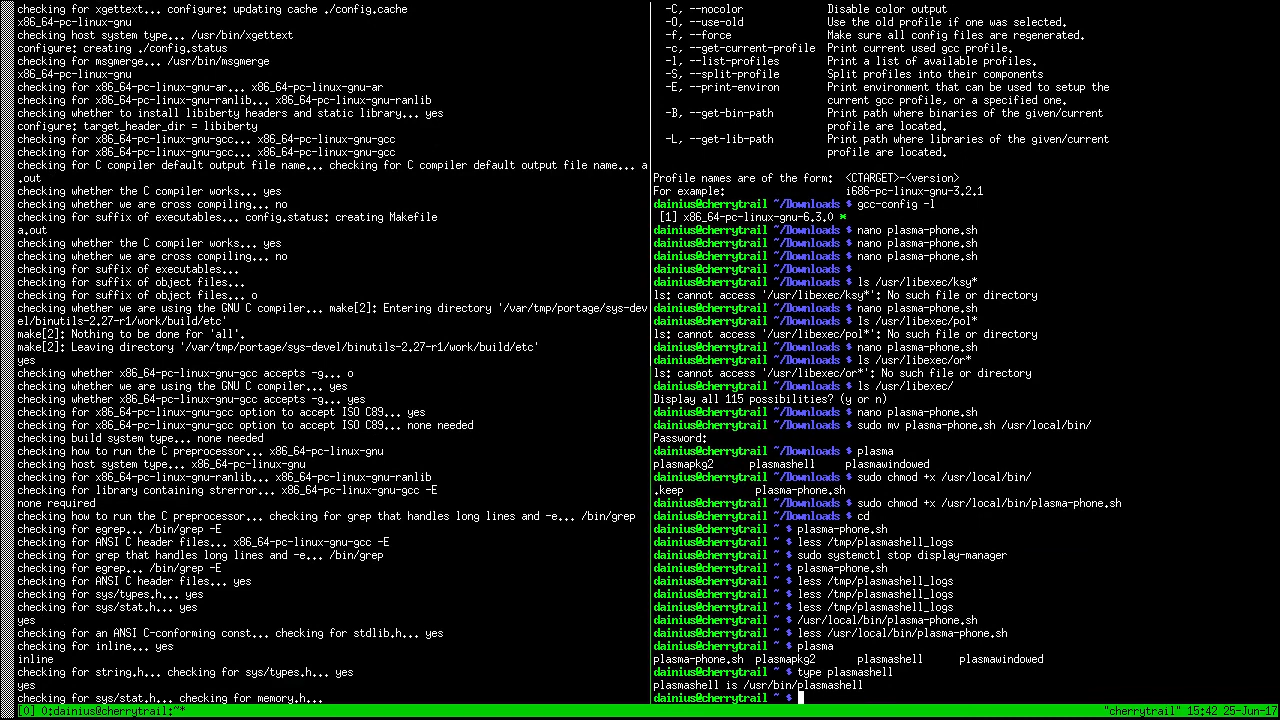 checking for xgettext... configure: updating cache ./config.cache
x86_64-pc-linux-gnu
checking host system type... /usr/bin/xgettext
configure: creating ./config.status
checking for msgmerge... /usr/bin/msgmerge
x86_64-pc-linux-gnu
checking for x86_64-pc-linux-gnu-ar... x86_64-pc-linux-gnu-ar
checking for x86_64-pc-linux-gnu-ranlib... x86_64-pc-linux-gnu-ranlib
checking whether to install libiberty headers and static library... yes
configure: target_header_dir = libiberty
checking for x86_64-pc-linux-gnu-gcc... x86_64-pc-linux-gnu-gcc
checking for x86_64-pc-linux-gnu-gcc... x86_64-pc-linux-gnu-gcc
checking for C compiler default output file name... checking for C compiler default output file name... a
.out
checking whether the C compiler works... yes
checking whether we are cross compiling... no
checking for suffix of executables... config.status: creating Makefile
a.out
checking whether the C compiler works... yes
checking whether we are cross compiling... no
checking for suffix of executables...
checking for suffix of object files...
checking for suffix of object files... o
checking whether we are using the GNU C compiler... make[2]: Entering directory '/var/tmp/portage/sys-dev
el/binutils-2.27-r1/work/build/etc'
make[2]: Nothing to be done for 'all'.
make[2]: Leaving directory '/var/tmp/portage/sys-devel/binutils-2.27-r1/work/build/etc'
yes
checking whether x86_64-pc-linux-gnu-gcc accepts -g... o
checking whether we are using the GNU C compiler... yes
checking whether x86_64-pc-linux-gnu-gcc accepts -g... yes
checking for x86_64-pc-linux-gnu-gcc option to accept ISO C89... yes
checking for x86_64-pc-linux-gnu-gcc option to accept ISO C89... none needed
checking build system type... none needed
checking how to run the C preprocessor... x86_64-pc-linux-gnu
checking host system type... x86_64-pc-linux-gnu
checking for x86_64-pc-linux-gnu-ranlib... x86_64-pc-linux-gnu-ranlib
checking for library containing strerror... x86_64-pc-linux-gnu-gcc -E
none required
checking how to run the C preprocessor... checking for grep that handles long lines and -e... /bin/grep
checking for egrep... /bin/grep -E
checking for ANSI C header files... x86_64-pc-linux-gnu-gcp -E
checking for grep that handles long lines and -e... /bin/grep
checking for egrep... /bin/grep -E
checking for ANSI C header files... yes
checking for sys/types.h... yes
checking for sys/stat.h... yes
yes
checking for an ANSI C-conforming const... checking for stdlib.h... yes
checking for inline... yes
inline
checking for string.h... checking for sys/types.h... yes
yes
checking for sys/stat.h... checking for memory.h...
-C, --nocolor Disable color output
-O, --use-old Use the old profile if one was selected.
-f, --force Make sure all config files are regenerated.
-c, --get-current-profile Print current used gcc profile.
-l, --list-profiles Print a list of available profiles.
-S, --split-profile Split profiles into their components
-E, --print-environ Print environment that can be used to setup the
current gcc profile, or a specified one.
-B, --get-bin-path Print path where binaries of the given/current
profile are located.
-L, --get-lib-path Print path where libraries of the given/current
profile are located.
Profile names are of the form: <CTARGET>-<version>
For example: i686-pc-linux-gnu-3.2.1
dainius@cherrytrail ~/Downloads $ gcc-config -l
[1] x86_64-pc-linux-gnu-6.3.0 *
dainius@cherrytrail ~/Downloads $ nano plasma-phone.sh
dainius@cherrytrail ~/Downloads $ nano plasma-phone.sh
dainius@cherrytrail ~/Downloads $ nano plasma-phone.sh
dainius@cherrytrail ~/Downloads $
dainius@cherrytrail ~/Downloads $ ls /usr/libexec/ksy*
ls: cannot access '/usr/libexec/ksy*': No such file or directory
dainius@cherrytrail ~/Downloads $ nano plasma-phone.sh
dainius@cherrytrail ~/Downloads $ ls /usr/libexec/pol*
ls: cannot access '/usr/libexec/pol*': No such file or directory
dainius@cherrytrail ~/Downloads $ nano plasma-phone.sh
dainius@cherrytrail ~/Downloads $ ls /usr/libexec/or*
ls: cannot access '/usr/libexec/or*': No such file or directory
dainius@cherrytrail ~/Downloads $ ls /usr/libexec/
Display all 115 possibilities? (y or n)
dainius@cherrytrail ~/Downloads $ nano plasma-phone.sh
dainius@cherrytrail ~/Downloads $ sudo mv plasma-phone.sh /usr/local/bin/
Password:
dainius@cherrytrail ~/Downloads $ plasma
plasmapkg2 plasmashell plasmawindowed
dainius@cherrytrail ~/Downloads $ sudo chmod +x /usr/local/bin/
.keep plasma-phone.sh
dainius@cherrytrail ~/Downloads $ sudo chmod +x /usr/local/bin/plasma-phone.sh
dainius@cherrytrail ~/Downloads $ cd
dainius@cherrytrail ~ $ plasma-phone.sh
dainius@cherrytrail ~ $ less /tmp/plasmashell_logs
dainius@cherrytrail ~ $ sudo systemctl stop display-manager
dainius@cherrytrail ~ $ plasma-phone.sh
dainius@cherrytrail ~ $ less /tmp/plasmashell_logs
dainius@cherrytrail ~ $ less /tmp/plasmashell_logs
dainius@cherrytrail ~ $ less /tmp/plasmashell_logs
dainius@cherrytrail ~ $ /usr/local/bin/plasma-phone.sh
dainius@cherrytrail ~ $ less /usr/local/bin/plasma-phone.sh
dainius@cherrytrail ~ $ plasma
plasma-phone.sh plasmapkg2 plasmashell plasmawindowed
dainius@cherrytrail ~ $ type plasmashell
plasmashell is /usr/bin/plasmashell
dainius@cherrytrail ~ $
[0] 0:dainius@cherrytrail:~* "cherrytrail" 15:42 25-Jun-17